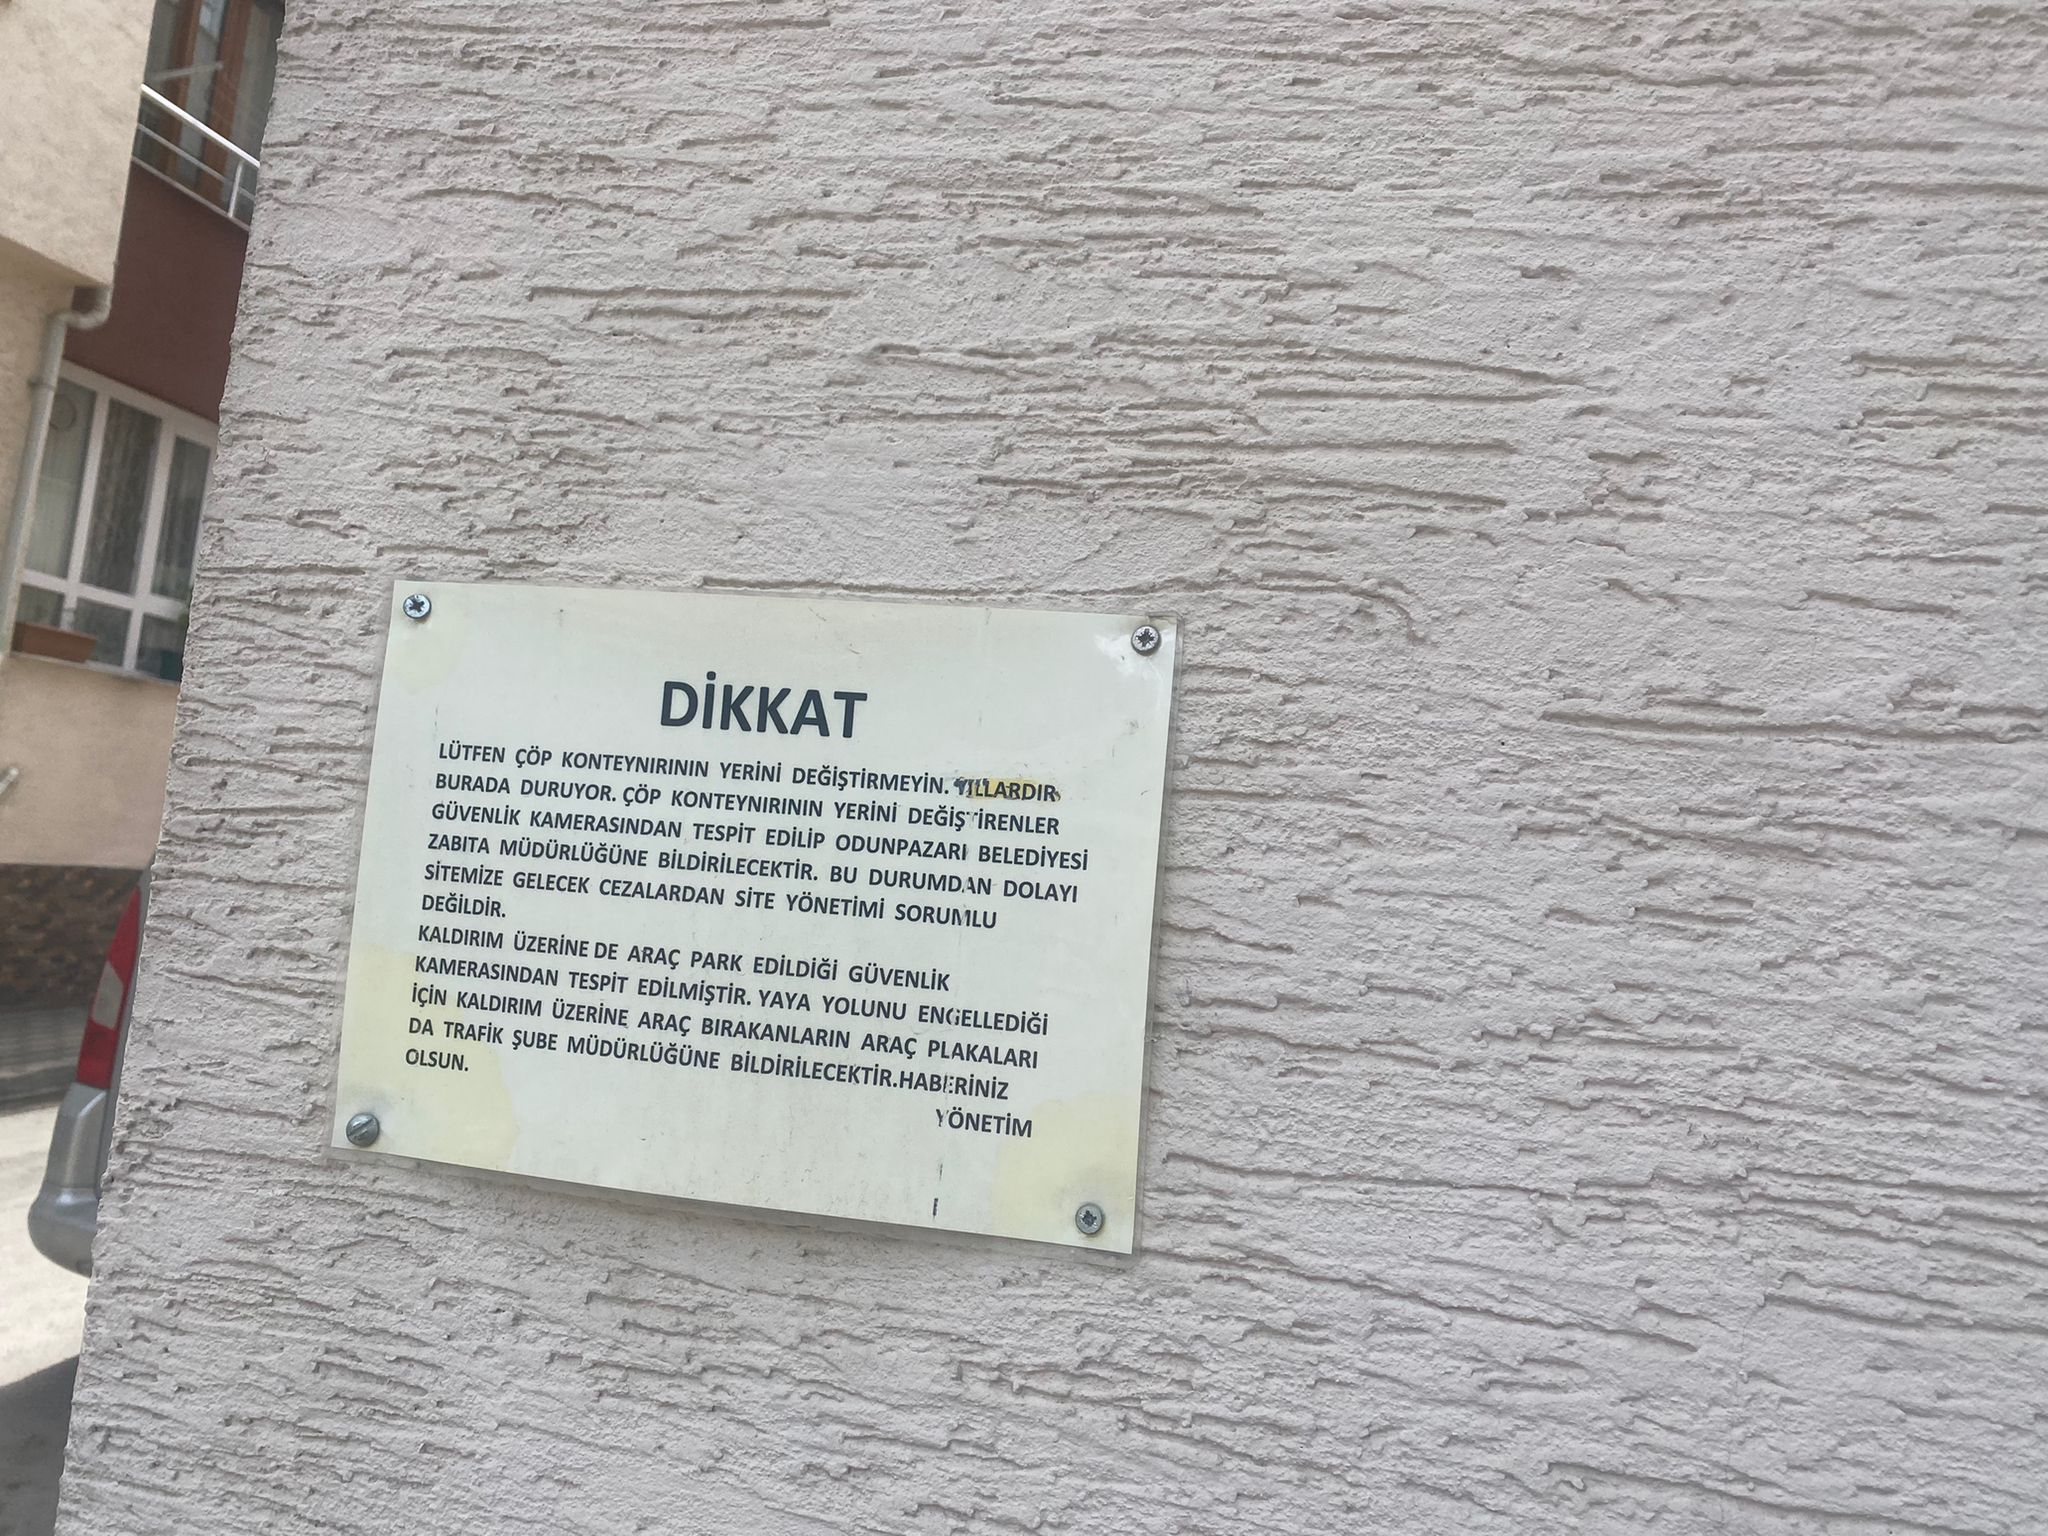 DİKKAT
LÜTFEN ÇÖP KONTEYNIRININ YERİNİ DEĞİŞTİRMEYİN. YILLARDIR
BURADA DURUYOR. ÇÖP KONTEYNIRININ YERİNİ DEĞİŞTİRENLER
GÜVENLİK KAMERASINDAN TESPİT EDİLİP ODUNPAZARI BELEDİYESİ
ZABITA MÜDÜRLÜĞÜNE BİLDİRİLECEKTİR. BU DURUMDAN DOLAYI
SİTEMİZE GELECEK CEZALARDAN SİTE YÖNETİMİ SORUMLU
DEĞİLDİR.
KALDIRIM ÜZERİNE DE ARAÇ PARK EDİLDİĞİ GÜVENLİK
KAMERASINDAN TESPİT EDİLMİŞTİR. YAYA YOLUNU ENGELLEDİĞİ
İÇİN KALDIRIM ÜZERİNE ARAÇ BIRAKANLARIN ARAÇ PLAKALARI
DA TRAFİK ŞUBE MÜDÜRLÜĞÜNE BİLDİRİLECEKTİR.HABERİNİZ
OLSUN.
YÖNETİM